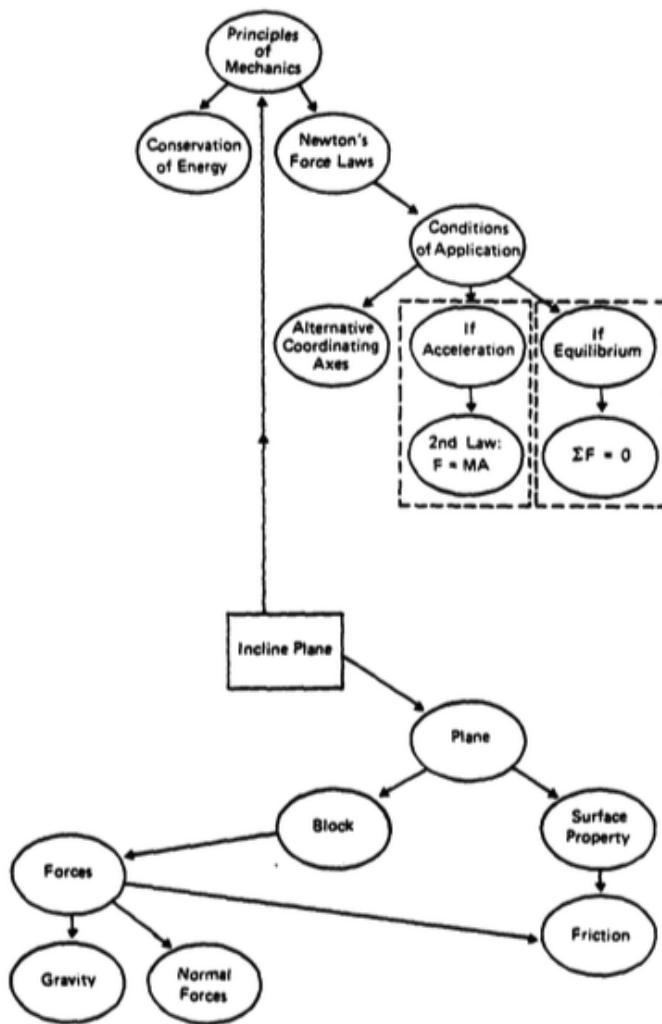 Principles
of
Mechanics
Conservation
of Energy
Newton's
Force Laws
Conditions
of Application
Alternative
Coordinating
Axes
If
Acceleration
If
Equilibrium
2nd Law:
F = MA
ΣF = 0
Incline Plane
Plane
Block
Surface
Property
Forces
Friction
Gravity
Normal
Forces